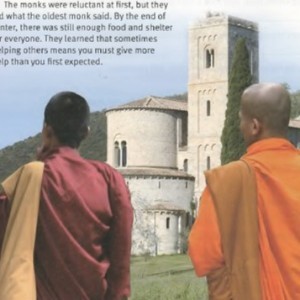 The monks were reluctant at first, but they
d what the oldest monk said. By the end of
nter, there was still enough food and shelter
r everyone. They learned that sometimes
elping others means you must give more
elp than you first expected.